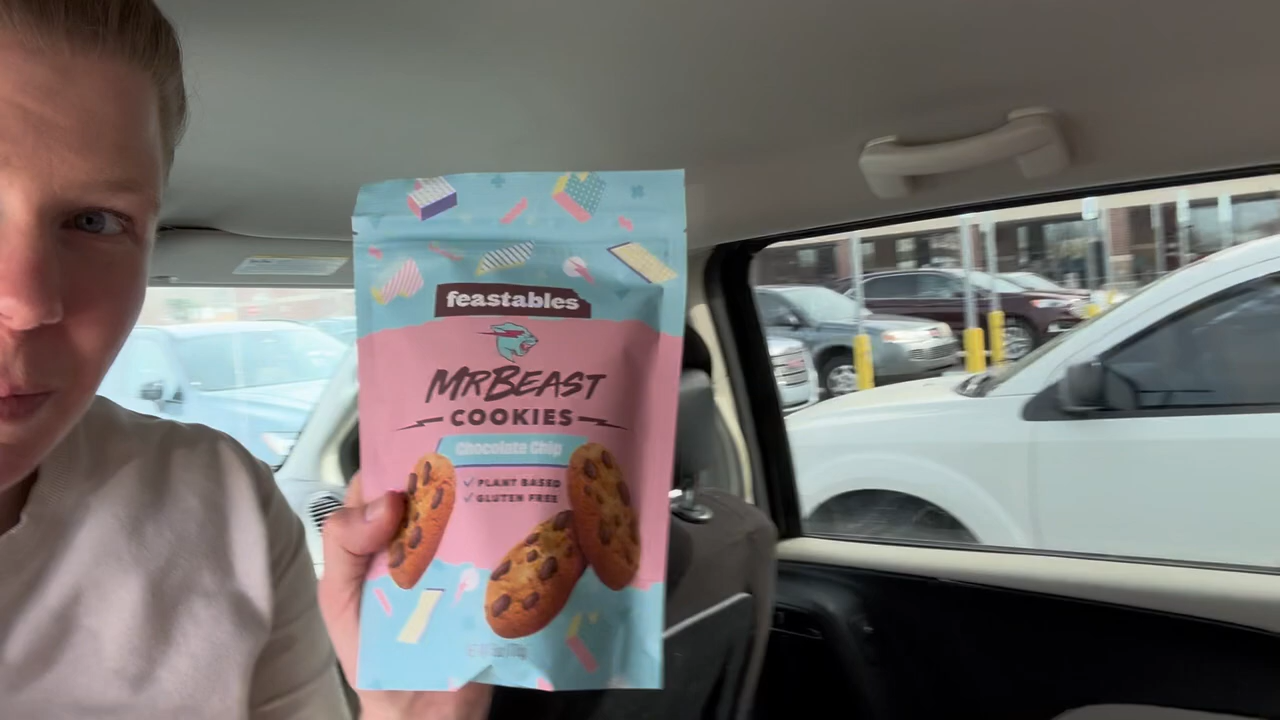 feastables
MRBEAST
COOKIES
Chocolate Chip
✓ PLANT BASED
✓ GLUTEN FREE